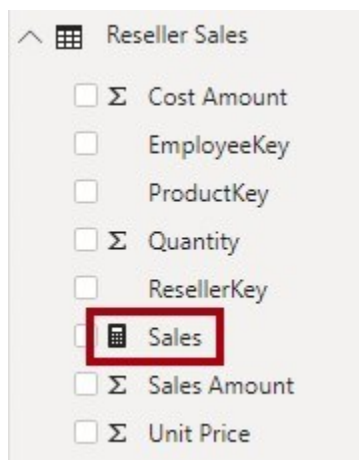 Reseller Sales
Σ Cost Amount
EmployeeKey
ProductKey
Σ Quantity
ResellerKey
Sales
Σ Sales Amount
Σ Unit Price